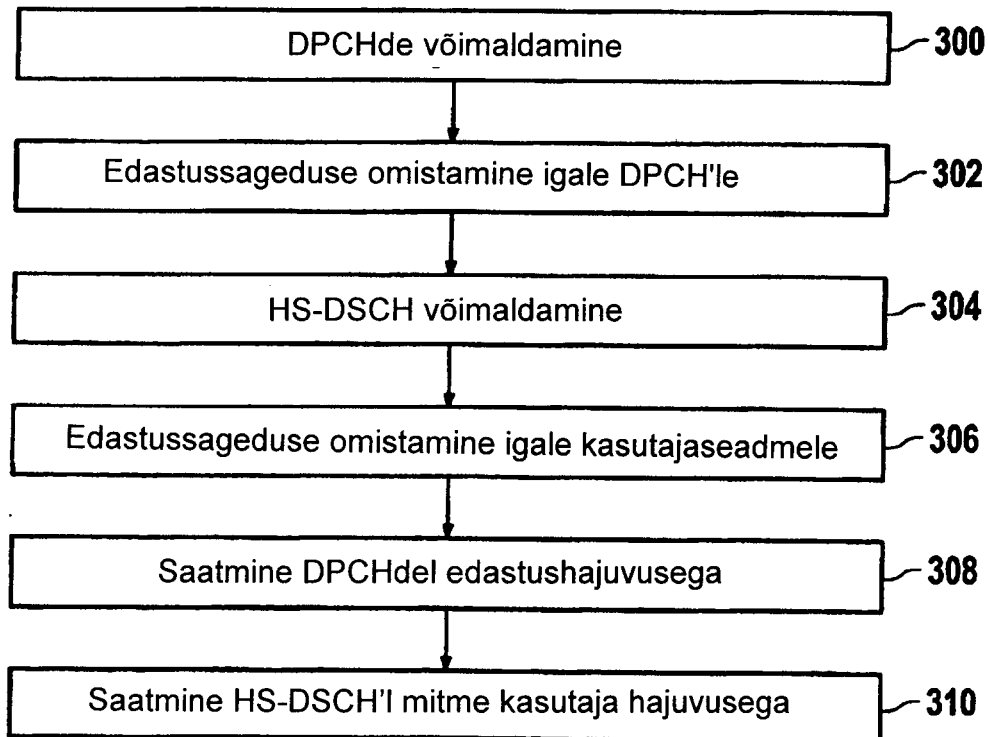 DPCHde võimaldamine
300
Edastussageduse omistamine igale DPCH'le
302
HS-DSCH võimaldamine
304
Edastussageduse omistamine igale kasutajaseadmele
306
Saatmine DPCHdel edastushajuvusega
308
Saatmine HS-DSCH'l mitme kasutaja hajuvusega
310